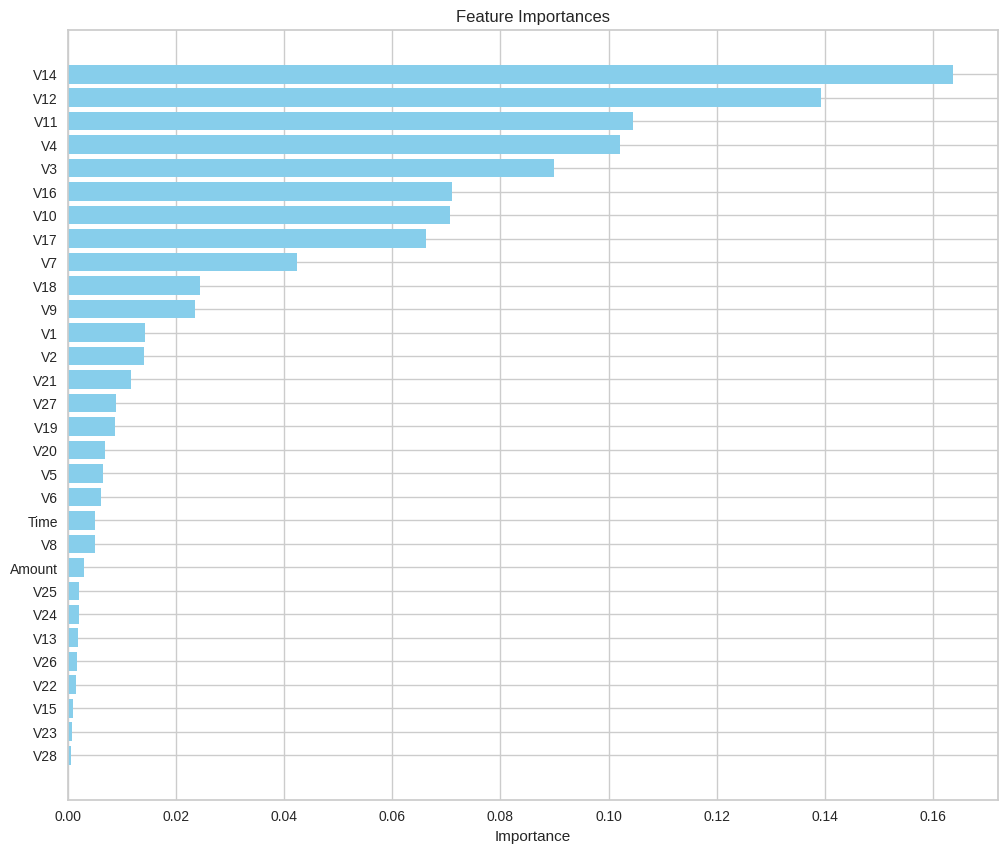 Feature Importances
V14
V12
V11
V4
V3
V16
V10
V17
V7
V18
V9
V1
V2
V21
V27
V19
V20
V5
V6
Time
V8
Amount
V25
V24
V13
V26
V22
V15
V23
V28
0.00 0.02 0.04 0.06 0.08 0.10 0.12 0.14 0.16
Importance